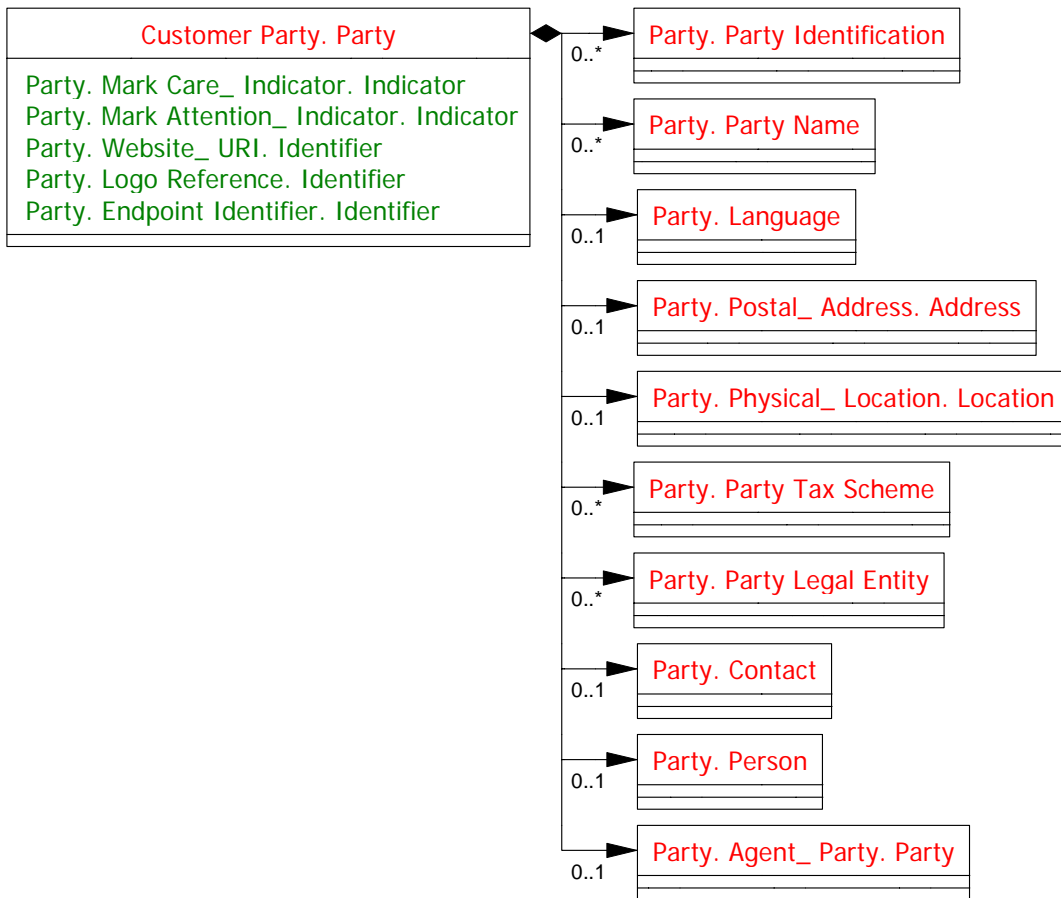 Customer Party. Party
Party. Mark Care_ Indicator. Indicator
Party. Mark Attention_ Indicator. Indicator
Party. Website_ URI. Identifier
Party. Logo Reference. Identifier
Party. Endpoint Identifier. Identifier
0..*
Party. Party Identification
0..*
Party. Party Name
0..1
Party. Language
0..1
Party. Postal_ Address. Address
0..1
Party. Physical_ Location. Location
0..*
Party. Party Tax Scheme
0..*
Party. Party Legal Entity
0..1
Party. Contact
0..1
Party. Person
0..1
Party. Agent_ Party. Party